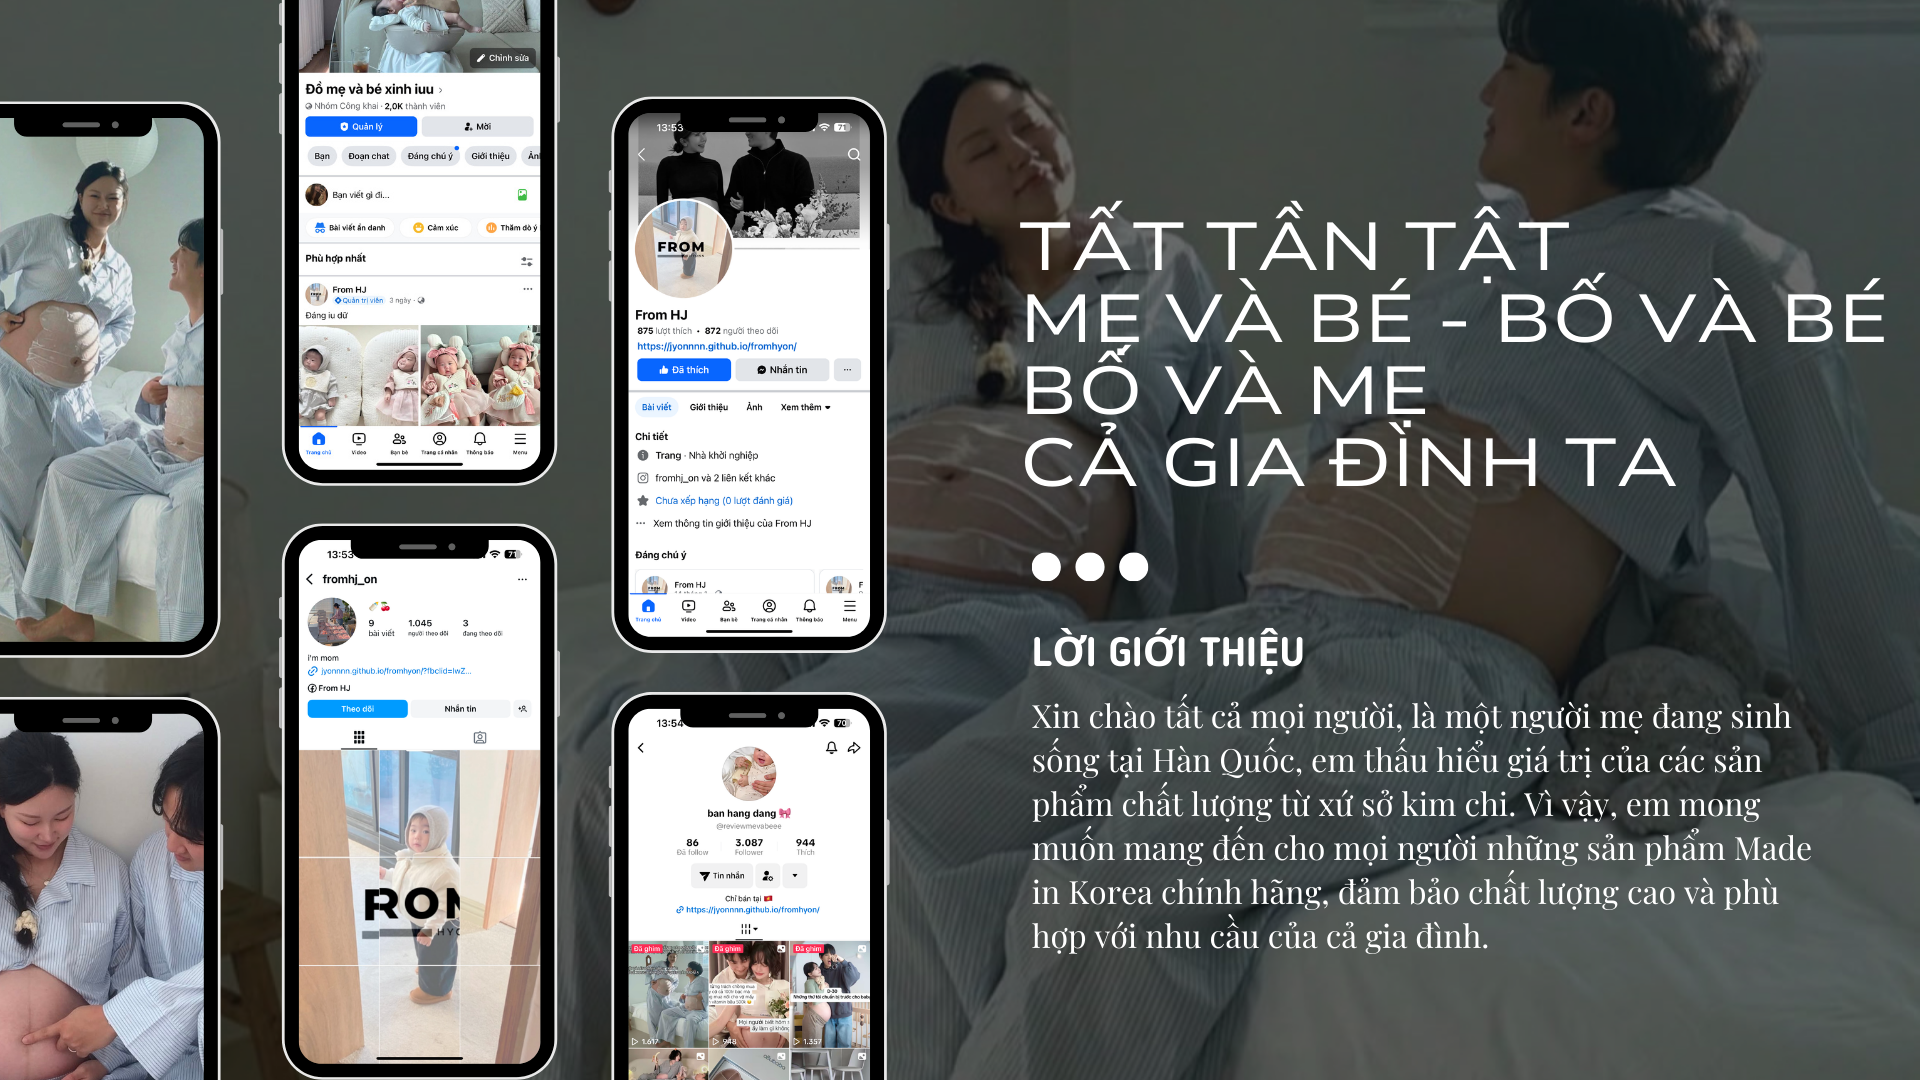 Chỉnh sửa
Đồ mẹ và bé xinh iuu
Nhóm Công khai · 2,0K thành viên
Quản lý
Mời
Bạn
Đoạn chat
Đáng chú ý
Giới thiệu
Bạn viết gì đi...
Bài viết ẩn danh
Cảm xúc
Thăm dò ý
Phù hợp nhất
From HJ
Quản trị viên · 3 ngày
Đáng iu dữ
Trang chủ
Video
Bạn bè
Trang cá nhân
Thông báo
Menu
13:53
71
fromhj_on
9
bài viết
1.045
người theo dõi
3
đang theo dõi
i'm mom
jyonnnn.github.io/fromhyon/?fbclid=IwZ...
From HJ
Theo dõi
Nhắn tin
ROM
HYO
13:53
71
FROM
From HJ
875 lượt thích • 872 người theo dõi
https://jyonnnn.github.io/fromhyon/
Đã thích
Nhắn tin
Bài viết
Giới thiệu
Ảnh
Xem thêm
Chi tiết
Trang · Nhà khởi nghiệp
fromhj_on và 2 liên kết khác
Chưa xếp hạng (0 lượt đánh giá)
Xem thông tin giới thiệu của From HJ
Đáng chú ý
From HJ
F
Trang chủ
Video
Bạn bè
Trang cá nhân
Thông báo
Menu
13:54
70
ban hang dang
@reviewmevabeee
86
Đã follow
3.087
Follower
944
Thích
Tin nhắn
Chỉ bán tại
https://jyonnnn.github.io/fromhyon/
Đã ghim
Đã ghim
Đã ghim
D-30
Những thứ tôi chuẩn bị trước cho baby
1.617
948
1.357
TẤT TẦN TẬT
MẸ VÀ BÉ - BỐ VÀ BÉ
BỐ VÀ MẸ
CẢ GIA ĐÌNH TA
LỜI GIỚI THIỆU
Xin chào tất cả mọi người, là một người mẹ đang sinh
sống tại Hàn Quốc, em thấu hiểu giá trị của các sản
phẩm chất lượng từ xứ sở kim chi. Vì vậy, em mong
muốn mang đến cho mọi người những sản phẩm Made
in Korea chính hãng, đảm bảo chất lượng cao và phù
hợp với nhu cầu của cả gia đình.